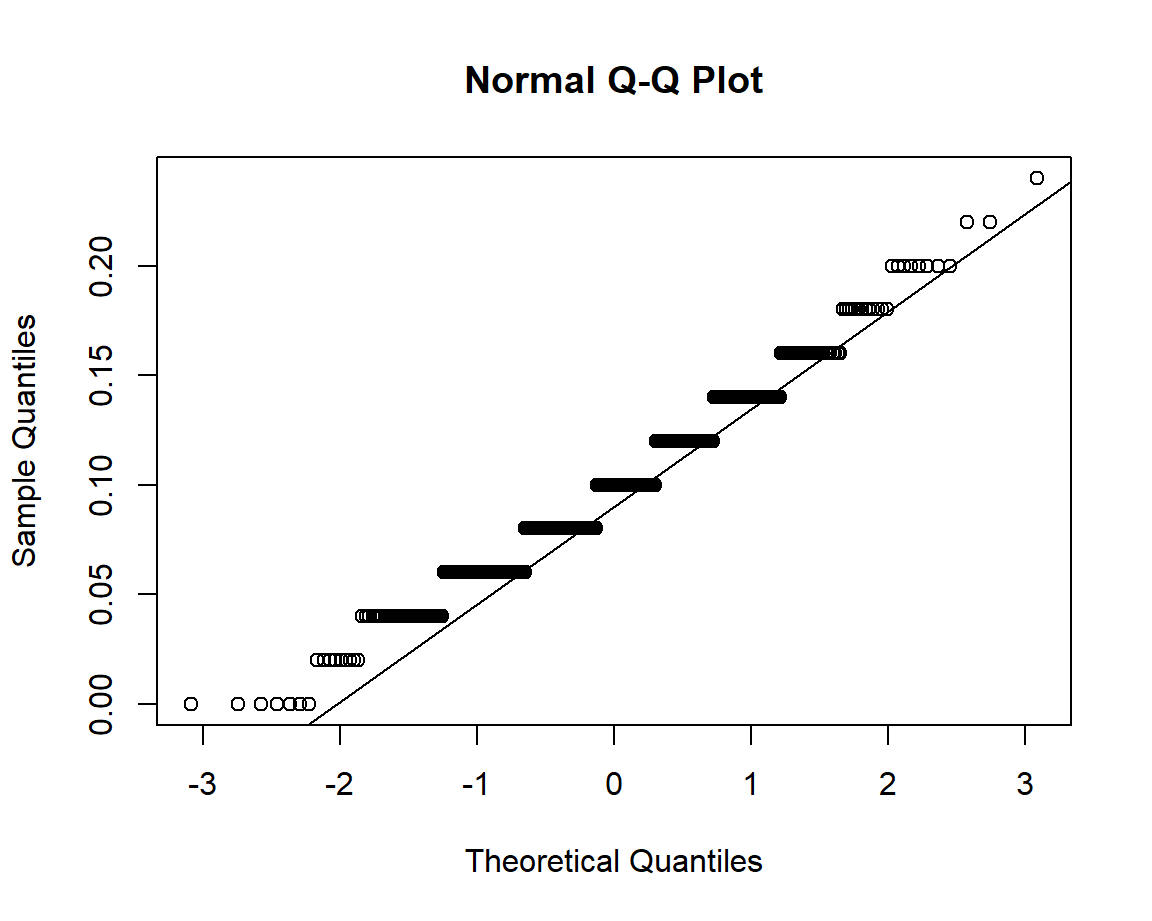 Normal Q-Q Plot
Sample Quantiles
0.20
0.15
0.10
0.05
0.00
-3 -2 -1 0 1 2 3
Theoretical Quantiles